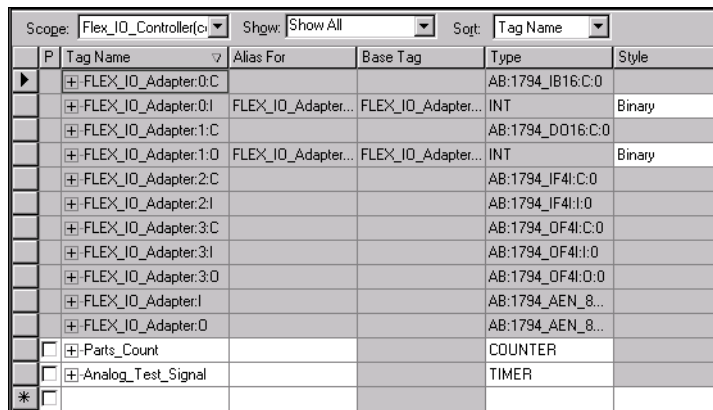 Scope: Flex_IO_Controller(c Show: Show All Sort: Tag Name
P Tag Name Alias For Base Tag Type Style
FLEX_IO_Adapter:0:C AB:1794_IB16:C:0
FLEX_IO_Adapter:0:I FLEX_IO_Adapter... FLEX_IO_Adapter... INT Binary
FLEX_IO_Adapter:1:C AB:1794_DO16:C:0
FLEX_IO_Adapter:1:O FLEX_IO_Adapter... FLEX_IO_Adapter... INT Binary
FLEX_IO_Adapter:2:C AB:1794_IF4I:C:0
FLEX_IO_Adapter:2:I AB:1794_IF4I:I:0
FLEX_IO_Adapter:3:C AB:1794_OF4I:C:0
FLEX_IO_Adapter:3:I AB:1794_OF4I:I:0
FLEX_IO_Adapter:3:O AB:1794_OF4I:O:0
FLEX_IO_Adapter:I AB:1794_AEN_8...
FLEX_IO_Adapter:O AB:1794_AEN_8...
Parts_Count COUNTER
Analog_Test_Signal TIMER